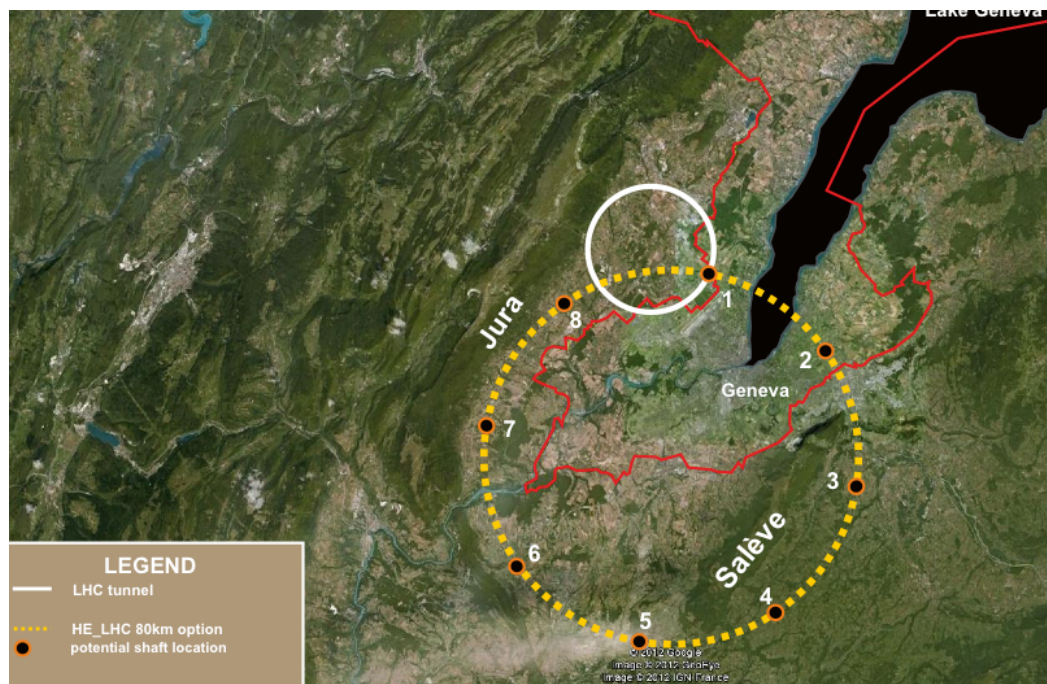 Lake Geneva
Jura
8
1
2
Geneva
7
3
Salève
6
4
5
LEGEND
LHC tunnel
HE_LHC 80km option
potential shaft location
© 2012 Google
Image © 2012 GeoEye
Image © 2012 IGN France